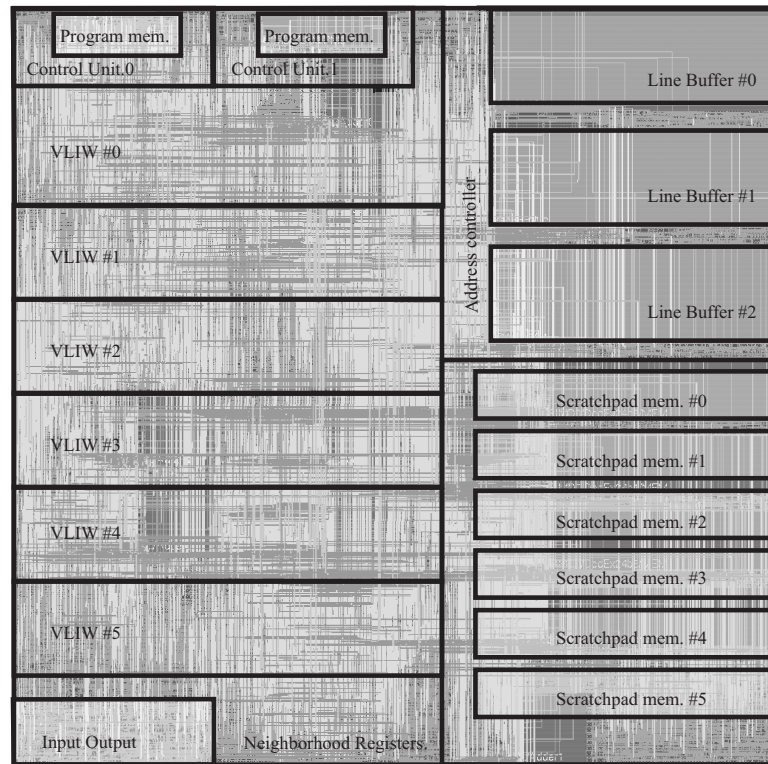 Program mem.
Program mem.
Control Unit.0
Control Unit.1
Line Buffer #0
VLIW #0
Line Buffer #1
Address controller
VLIW #1
Line Buffer #2
VLIW #2
Scratchpad mem. #0
VLIW #3
Scratchpad mem. #1
Scratchpad mem. #2
VLIW #4
Scratchpad mem. #3
VLIW #5
Scratchpad mem. #4
Scratchpad mem. #5
Input Output
Neighborhood Registers.